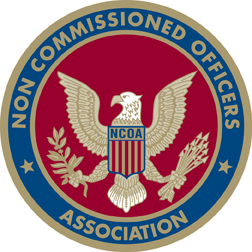 NON COMMISSIONED OFFICERS
NCOA
ASSOCIATION